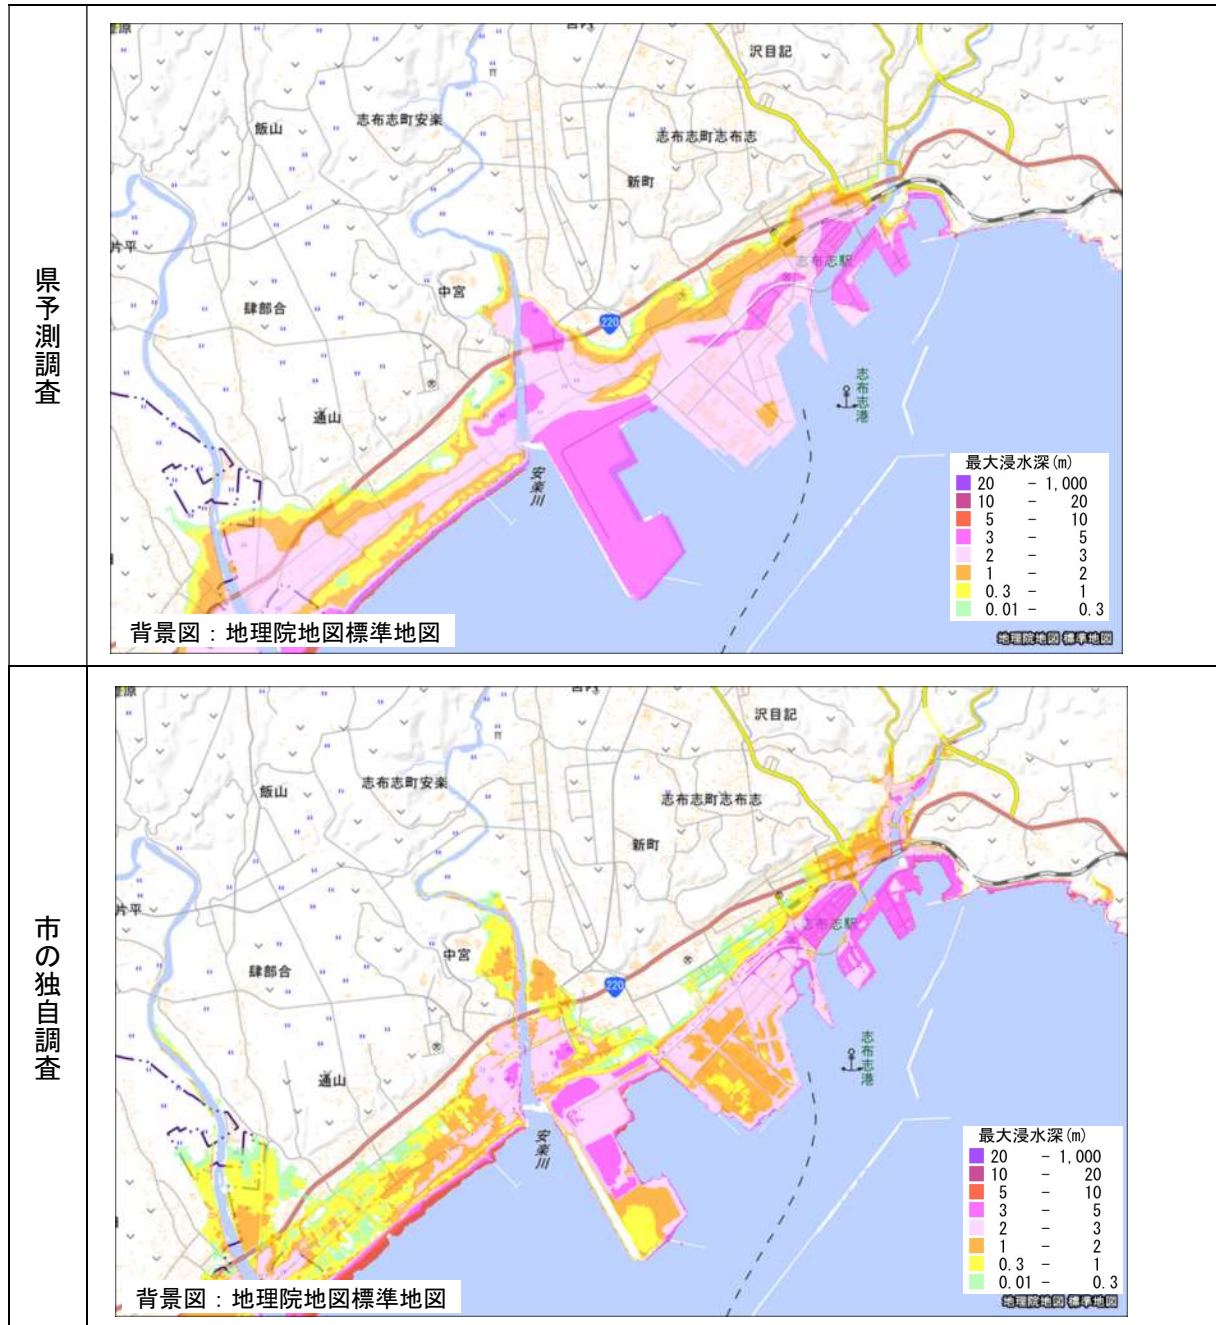 県予測調査
沢目記
飯山
志布志町安楽
志布志町志布志
新町
片平
中宮
肆部合
志布志駅
220
通山
志布志港
安楽川
最大浸水深(m)
20 - 1,000
10 - 20
5 - 10
3 - 5
2 - 3
1 - 2
0.3 - 1
0.01 - 0.3
背景図：地理院地図標準地図
地理院地図 標準地図
市の独自調査
沢目記
飯山
志布志町安楽
志布志町志布志
新町
片平
中宮
肆部合
志布志駅
220
通山
志布志港
安楽川
最大浸水深(m)
20 - 1,000
10 - 20
5 - 10
3 - 5
2 - 3
1 - 2
0.3 - 1
0.01 - 0.3
背景図：地理院地図標準地図
地理院地図 標準地図